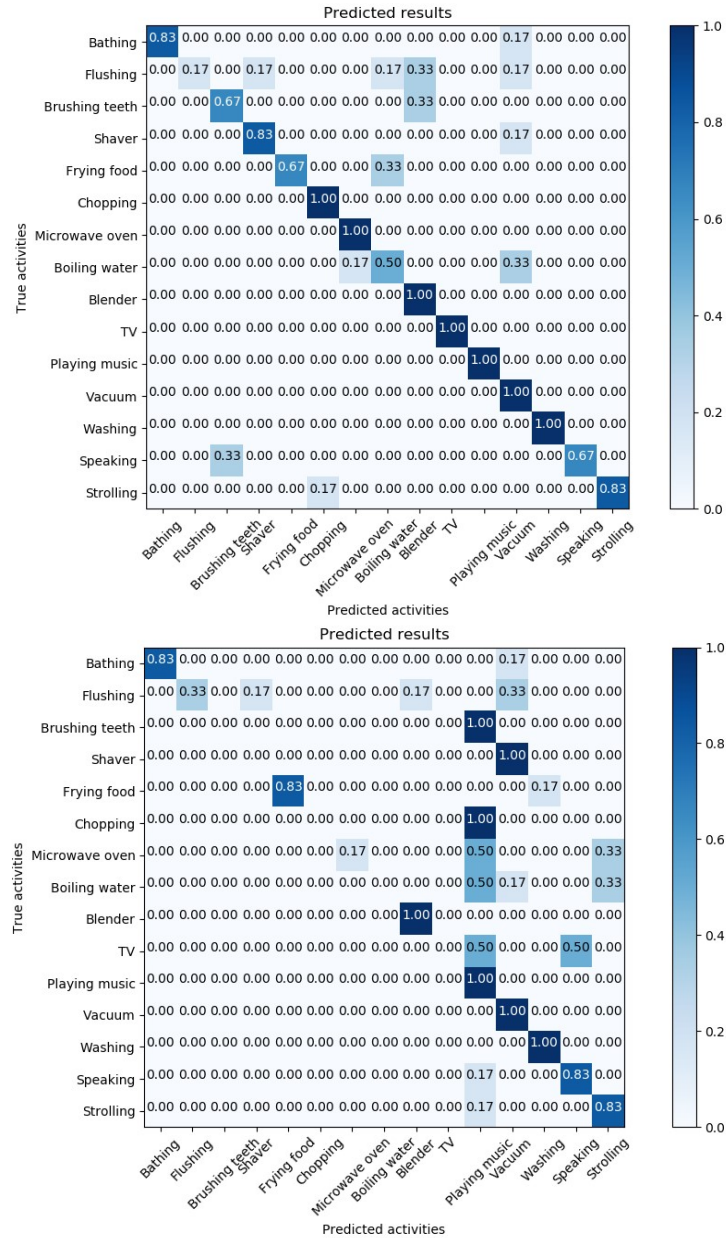 Predicted results
Bathing 0.83 0.00 0.00 0.00 0.00 0.00 0.00 0.00 0.00 0.00 0.00 0.17 0.00 0.00 0.00
Flushing 0.00 0.17 0.00 0.17 0.00 0.00 0.00 0.17 0.33 0.00 0.00 0.17 0.00 0.00 0.00
Brushing teeth 0.00 0.00 0.67 0.00 0.00 0.00 0.00 0.00 0.33 0.00 0.00 0.00 0.00 0.00 0.00
Shaver 0.00 0.00 0.00 0.83 0.00 0.00 0.00 0.00 0.00 0.00 0.00 0.17 0.00 0.00 0.00
Frying food 0.00 0.00 0.00 0.00 0.67 0.00 0.00 0.33 0.00 0.00 0.00 0.00 0.00 0.00 0.00
Chopping 0.00 0.00 0.00 0.00 0.00 1.00 0.00 0.00 0.00 0.00 0.00 0.00 0.00 0.00 0.00
Microwave oven 0.00 0.00 0.00 0.00 0.00 0.00 1.00 0.00 0.00 0.00 0.00 0.00 0.00 0.00 0.00
Boiling water 0.00 0.00 0.00 0.00 0.00 0.00 0.17 0.50 0.00 0.00 0.00 0.33 0.00 0.00 0.00
Blender 0.00 0.00 0.00 0.00 0.00 0.00 0.00 0.00 1.00 0.00 0.00 0.00 0.00 0.00 0.00
TV 0.00 0.00 0.00 0.00 0.00 0.00 0.00 0.00 0.00 1.00 0.00 0.00 0.00 0.00 0.00
Playing music 0.00 0.00 0.00 0.00 0.00 0.00 0.00 0.00 0.00 0.00 1.00 0.00 0.00 0.00 0.00
Vacuum 0.00 0.00 0.00 0.00 0.00 0.00 0.00 0.00 0.00 0.00 0.00 1.00 0.00 0.00 0.00
Washing 0.00 0.00 0.00 0.00 0.00 0.00 0.00 0.00 0.00 0.00 0.00 0.00 1.00 0.00 0.00
Speaking 0.00 0.00 0.33 0.00 0.00 0.00 0.00 0.00 0.00 0.00 0.00 0.00 0.00 0.67 0.00
Strolling 0.00 0.00 0.00 0.00 0.00 0.17 0.00 0.00 0.00 0.00 0.00 0.00 0.00 0.00 0.83
True activities
Bathing Flushing Brushing teeth Shaver Frying food Chopping Microwave oven Boiling water Blender TV Playing music Vacuum Washing Speaking Strolling
Predicted activities
1.0
0.8
0.6
0.4
0.2
0.0
Predicted results
Bathing 0.83 0.00 0.00 0.00 0.00 0.00 0.00 0.00 0.00 0.00 0.00 0.17 0.00 0.00 0.00
Flushing 0.00 0.33 0.00 0.17 0.00 0.00 0.00 0.00 0.17 0.00 0.00 0.33 0.00 0.00 0.00
Brushing teeth 0.00 0.00 0.00 0.00 0.00 0.00 0.00 0.00 0.00 0.00 1.00 0.00 0.00 0.00 0.00
Shaver 0.00 0.00 0.00 0.00 0.00 0.00 0.00 0.00 0.00 0.00 0.00 1.00 0.00 0.00 0.00
Frying food 0.00 0.00 0.00 0.00 0.83 0.00 0.00 0.00 0.00 0.00 0.00 0.00 0.17 0.00 0.00
Chopping 0.00 0.00 0.00 0.00 0.00 0.00 0.00 0.00 0.00 0.00 1.00 0.00 0.00 0.00 0.00
Microwave oven 0.00 0.00 0.00 0.00 0.00 0.00 0.17 0.00 0.00 0.00 0.50 0.00 0.00 0.00 0.33
Boiling water 0.00 0.00 0.00 0.00 0.00 0.00 0.00 0.00 0.00 0.00 0.50 0.17 0.00 0.00 0.33
Blender 0.00 0.00 0.00 0.00 0.00 0.00 0.00 0.00 1.00 0.00 0.00 0.00 0.00 0.00 0.00
TV 0.00 0.00 0.00 0.00 0.00 0.00 0.00 0.00 0.00 0.00 0.50 0.00 0.00 0.50 0.00
Playing music 0.00 0.00 0.00 0.00 0.00 0.00 0.00 0.00 0.00 0.00 1.00 0.00 0.00 0.00 0.00
Vacuum 0.00 0.00 0.00 0.00 0.00 0.00 0.00 0.00 0.00 0.00 0.00 1.00 0.00 0.00 0.00
Washing 0.00 0.00 0.00 0.00 0.00 0.00 0.00 0.00 0.00 0.00 0.00 0.00 1.00 0.00 0.00
Speaking 0.00 0.00 0.00 0.00 0.00 0.00 0.00 0.00 0.00 0.00 0.17 0.00 0.00 0.83 0.00
Strolling 0.00 0.00 0.00 0.00 0.00 0.00 0.00 0.00 0.00 0.00 0.17 0.00 0.00 0.00 0.83
True activities
Bathing Flushing Brushing teeth Shaver Frying food Chopping Microwave oven Boiling water Blender TV Playing music Vacuum Washing Speaking Strolling
Predicted activities
1.0
0.8
0.6
0.4
0.2
0.0